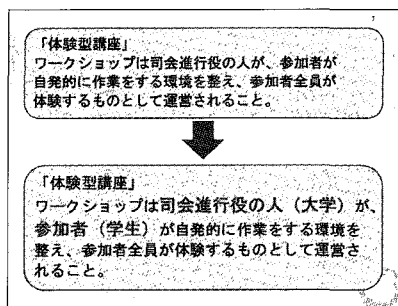 「体験型講座」
ワークショップは司会進行役の人が、参加者が
自発的に作業をする環境を整え、参加者全員が
体験するものとして運営されること。
「体験型講座」
ワークショップは司会進行役の人（大学）が、
参加者（学生）が自発的に作業をする環境を
整え、参加者全員が体験するものとして運営さ
れること。